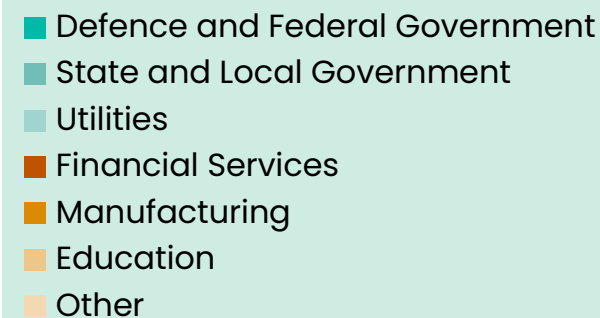 Defence and Federal Government
State and Local Government
Utilities
Financial Services
Manufacturing
Education
Other